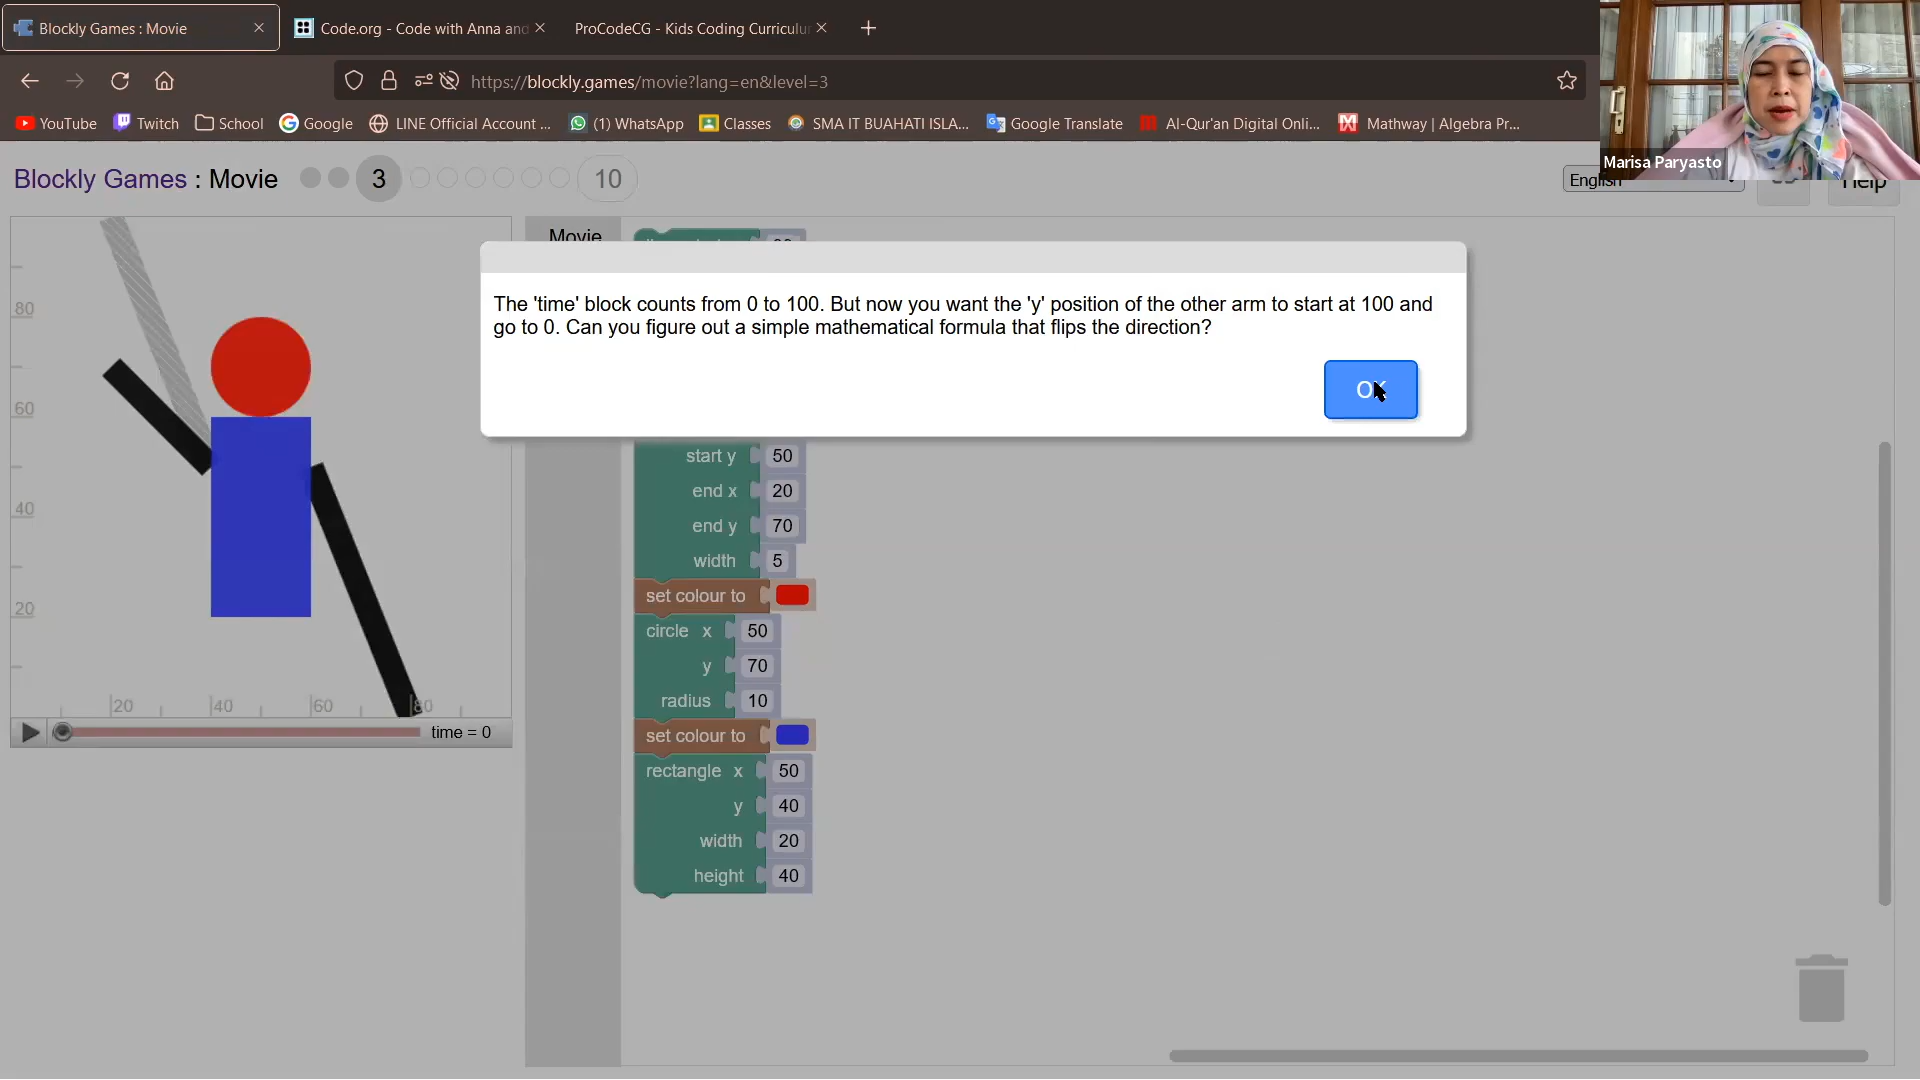 Blockly Games : Movie
Code.org - Code with Anna and
ProCodeCG - Kids Coding Curriculu
https://blockly.games/movie?lang=en&level=3
YouTube
Twitch
School
Google
LINE Official Account ...
(1) WhatsApp
Classes
SMA IT BUAHATI ISLA...
Google Translate
Al-Qur'an Digital Onli...
Mathway | Algebra Pr...
Marisa Paryasto
Blockly Games : Movie
3
10
English
Help
Movie
The 'time' block counts from 0 to 100. But now you want the 'y' position of the other arm to start at 100 and
go to 0. Can you figure out a simple mathematical formula that flips the direction?
OK
80
60
40
20
20
40
60
80
time = 0
start y 50
end x 20
end y 70
width 5
set colour to
circle x 50
y 70
radius 10
set colour to
rectangle x 50
y 40
width 20
height 40